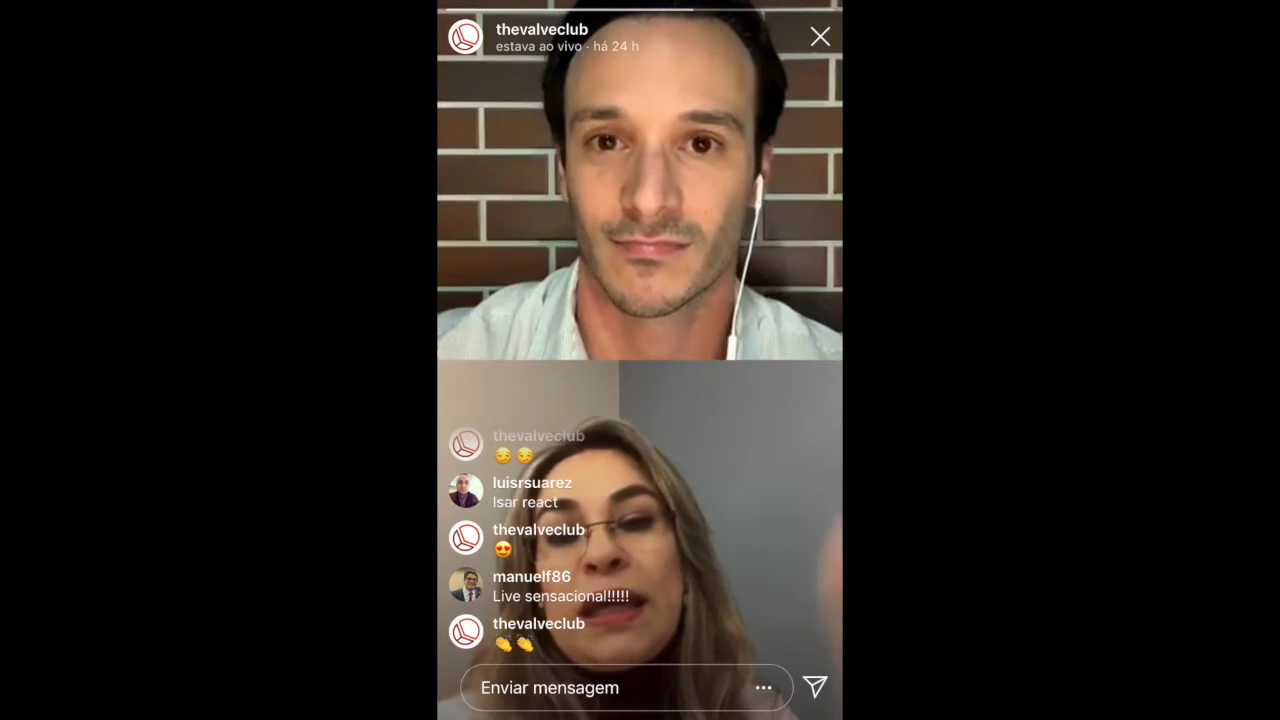 thevalveclub
estava ao vivo · há 24 h
thevalveclub
😏 😏
luisrsuarez
Isar react
thevalveclub
😍
manuelf86
Live sensacional!!!!!
thevalveclub
👏 👏
Enviar mensagem